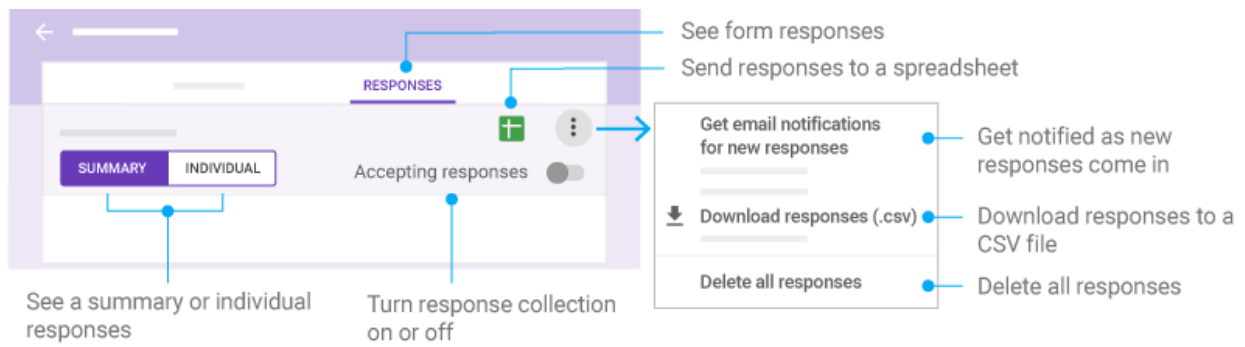 See form responses
Send responses to a spreadsheet
RESPONSES
SUMMARY
INDIVIDUAL
Accepting responses
Get email notifications
for new responses
Download responses (.csv)
Delete all responses
Get notified as new
responses come in
Download responses to a
CSV file
Delete all responses
See a summary or individual
responses
Turn response collection
on or off